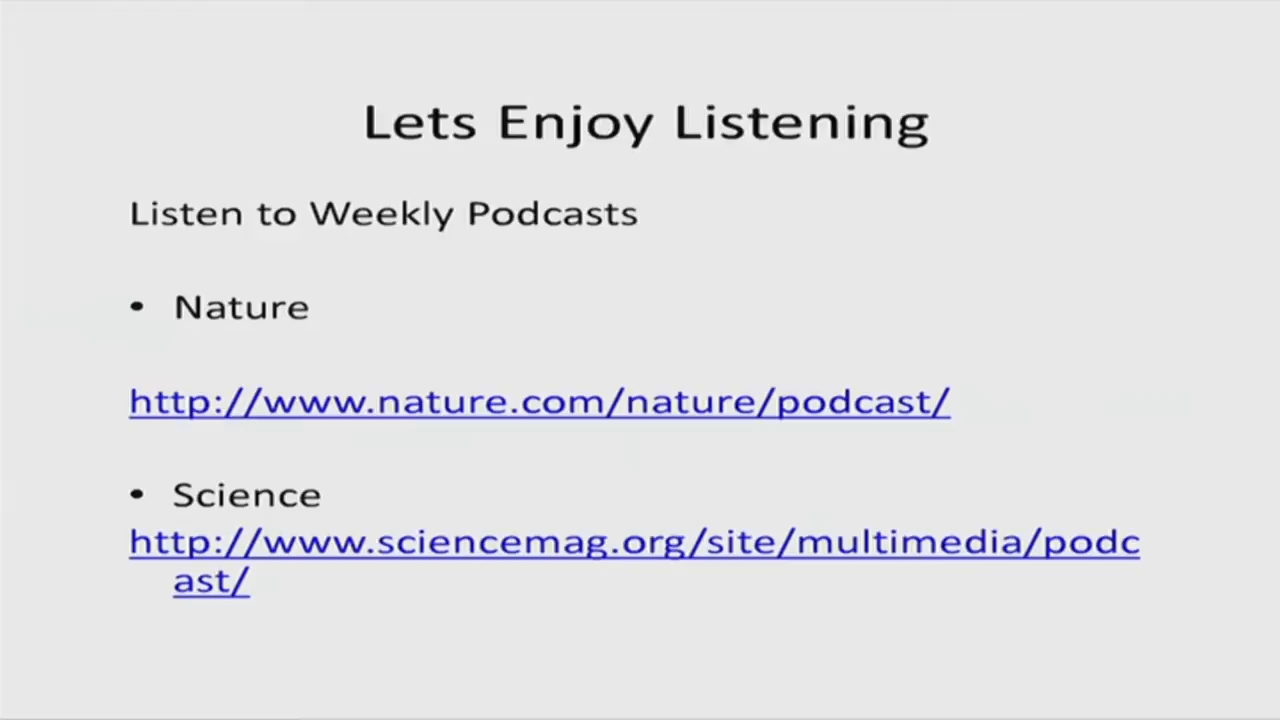 Lets Enjoy Listening
Listen to Weekly Podcasts
• Nature
http://www.nature.com/nature/podcast/
• Science
http://www.sciencemag.org/site/multimedia/podc
ast/